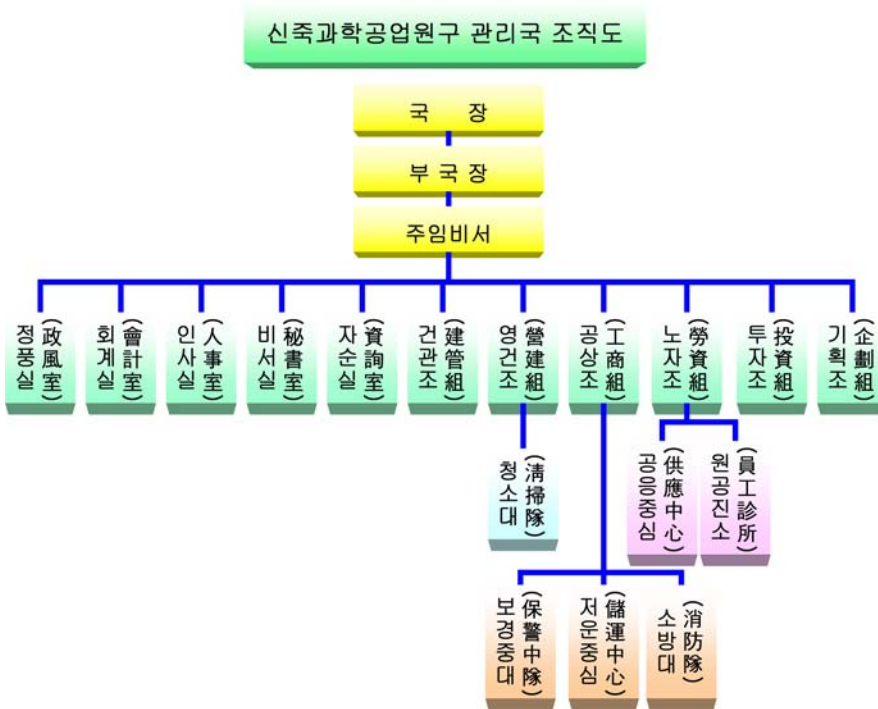 신죽과학공업원구 관리국 조직도
국 장
부 국 장
주임비서
정풍실
(政風室)
회계실
(會計室)
인사실
(人事室)
비서실
(秘書室)
자순실
(資詢室)
건관조
(建管組)
영건조
(營建組)
공상조
(工商組)
노자조
(勞資組)
투자조
(投資組)
기획조
(企劃組)
청소대
(淸掃隊)
공응중심
(供應中心)
원공진소
(員工診所)
보경중대
(保警中隊)
저운중심
(儲運中心)
소방대
(消防隊)